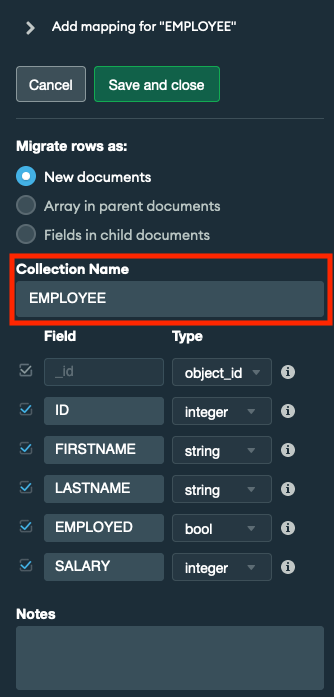 Add mapping for "EMPLOYEE"
Cancel Save and close
Migrate rows as:
New documents
Array in parent documents
Fields in child documents
Collection Name
EMPLOYEE
Field Type
_id object_id
ID integer
FIRSTNAME string
LASTNAME string
EMPLOYED bool
SALARY integer
Notes